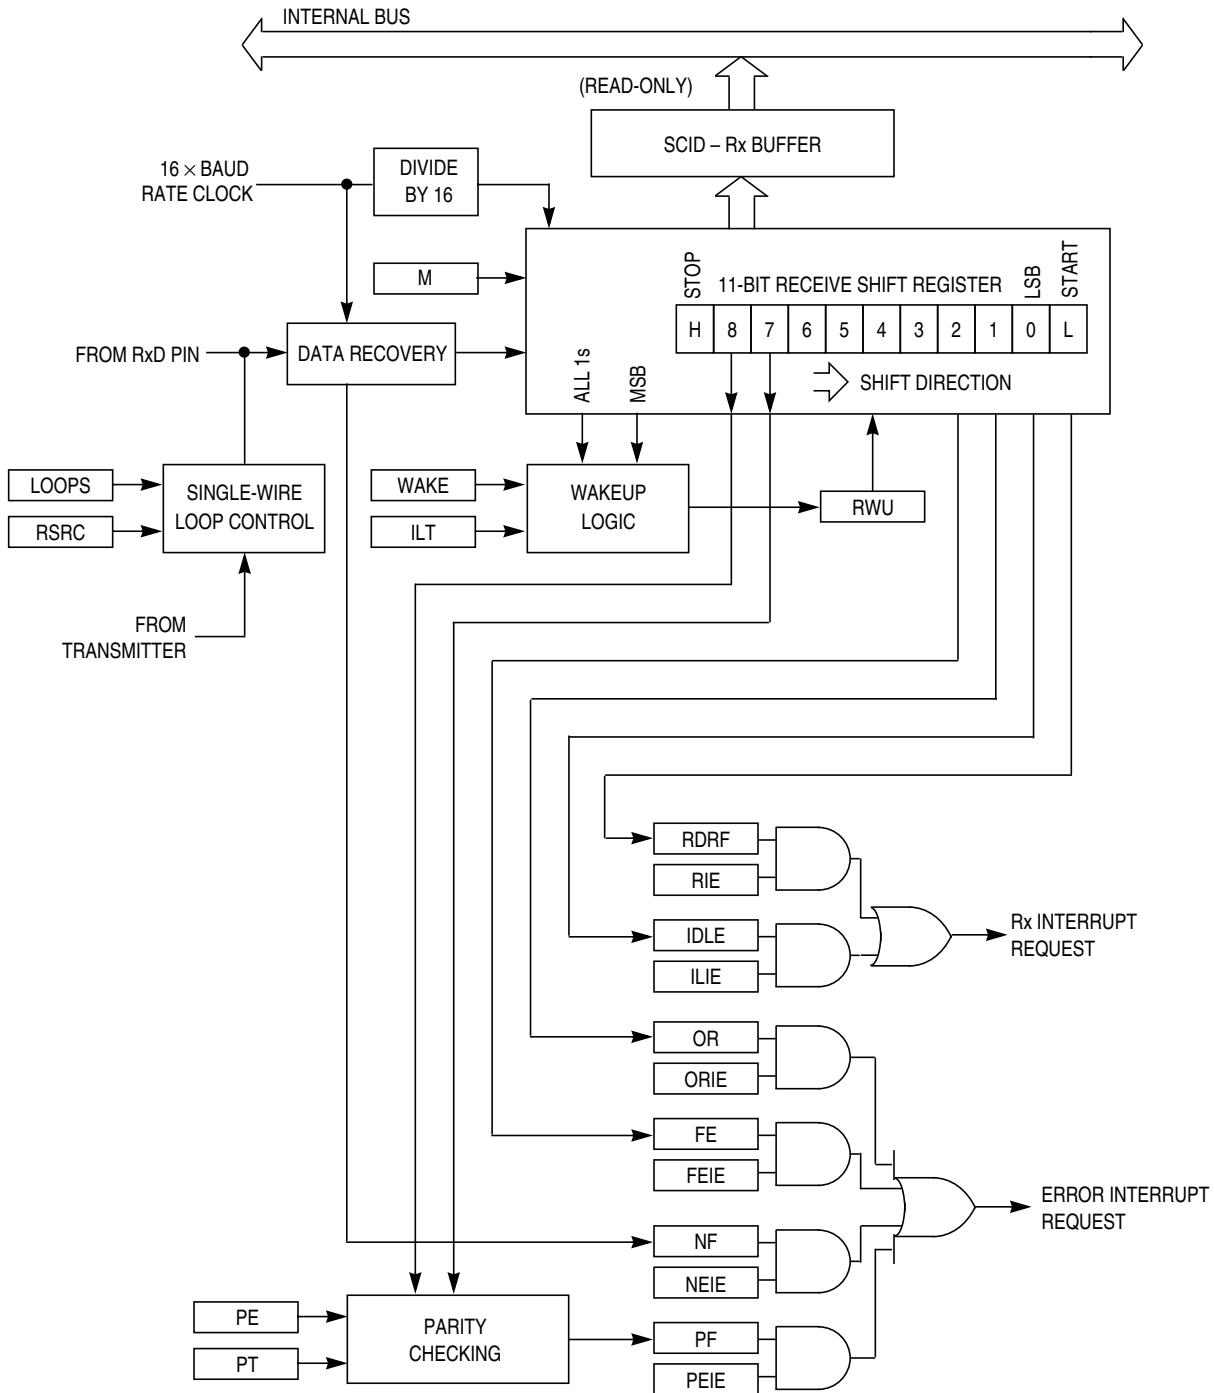 INTERNAL BUS
(READ-ONLY)
SCID – Rx BUFFER
16 × BAUD
RATE CLOCK
DIVIDE
BY 16
M
STOP
11-BIT RECEIVE SHIFT REGISTER
LSB
START
H 8 7 6 5 4 3 2 1 0 L
FROM RxD PIN
DATA RECOVERY
ALL 1s
MSB
SHIFT DIRECTION
LOOPS
RSRC
SINGLE-WIRE
LOOP CONTROL
WAKE
ILT
WAKEUP
LOGIC
RWU
FROM
TRANSMITTER
RDRF
RIE
IDLE
ILIE
Rx INTERRUPT
REQUEST
OR
ORIE
FE
FEIE
ERROR INTERRUPT
REQUEST
NF
NEIE
PE
PT
PARITY
CHECKING
PF
PEIE